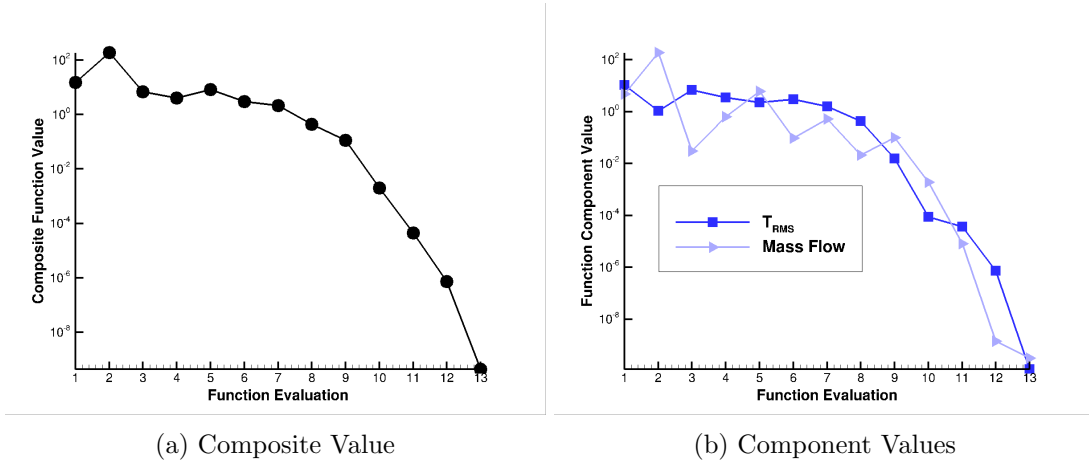 10²
10⁰
10⁻²
10⁻⁴
10⁻⁶
10⁻⁸
Composite Function Value
1 2 3 4 5 6 7 8 9 10 11 12 13
Function Evaluation
(a) Composite Value
10²
10⁰
10⁻²
10⁻⁴
10⁻⁶
10⁻⁸
Function Component Value
T_RMS
Mass Flow
1 2 3 4 5 6 7 8 9 10 11 12 13
Function Evaluation
(b) Component Values